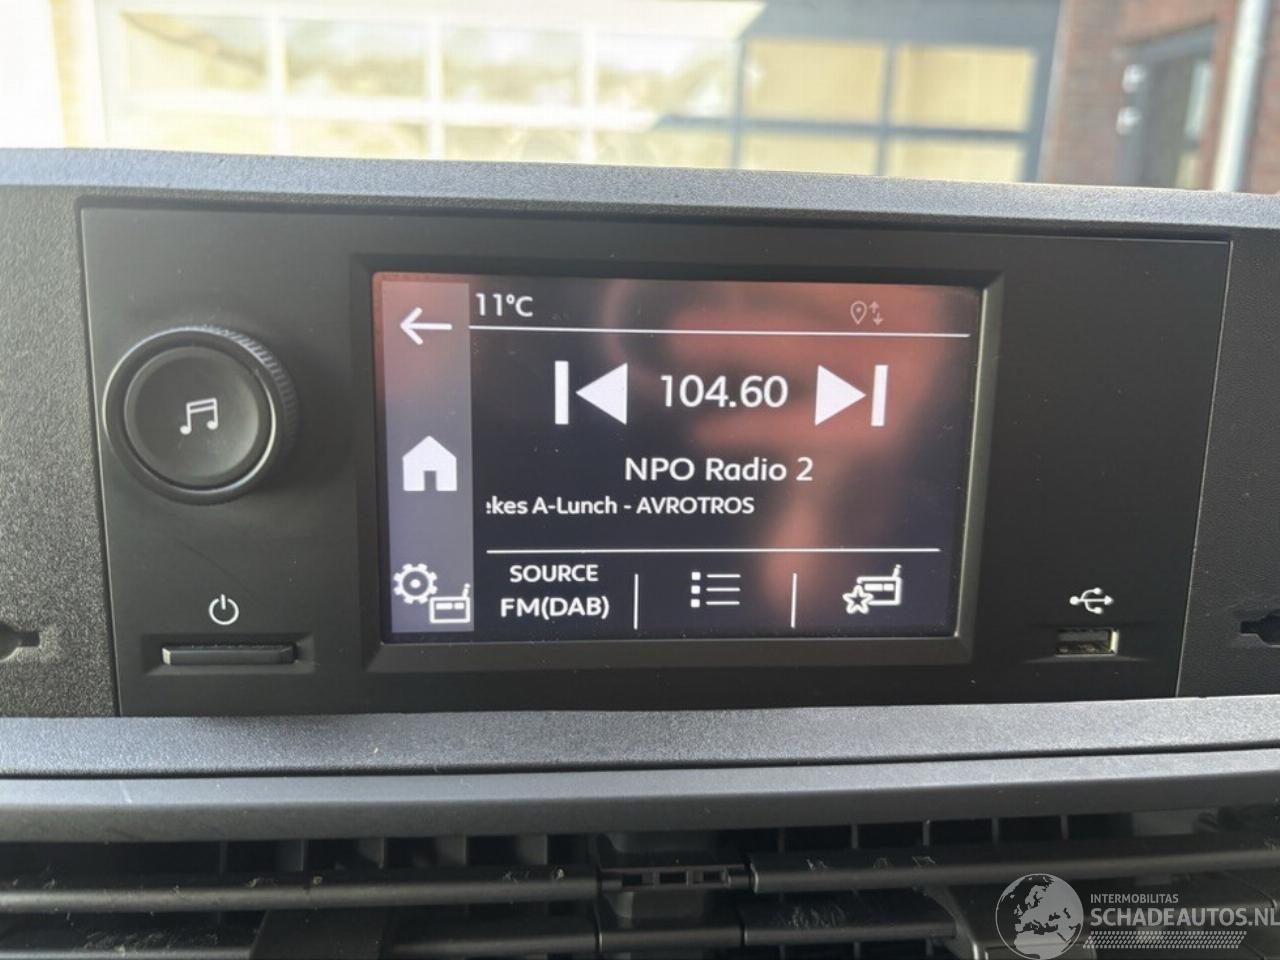 11°C
104.60
NPO Radio 2
ekes A-Lunch - AVROTROS
SOURCE
FM(DAB)
INTERMOBILITAS
SCHADEAUTOS.NL